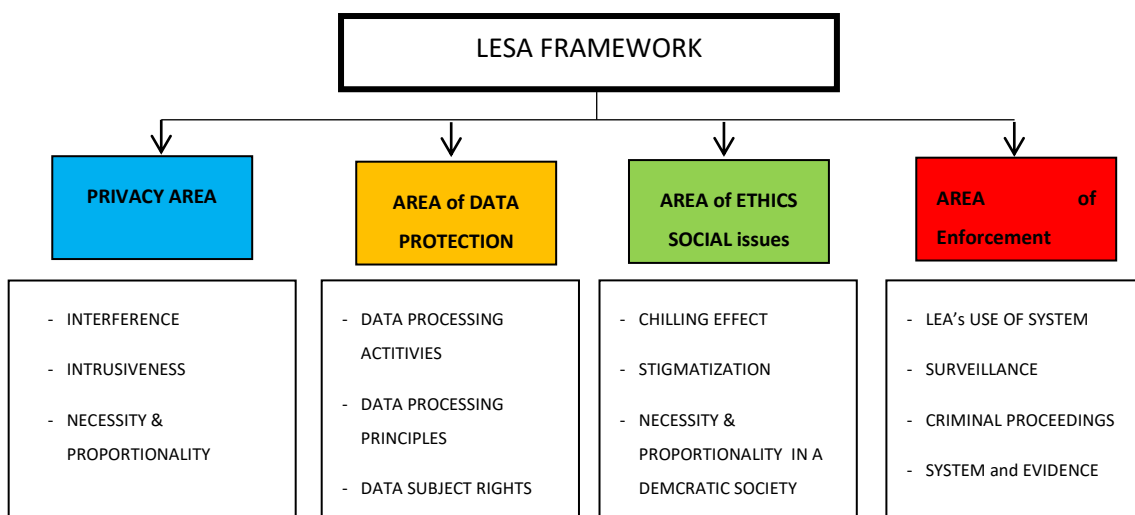 LESA FRAMEWORK
PRIVACY AREA
AREA of DATA
PROTECTION
AREA of ETHICS
SOCIAL issues
AREA of
Enforcement
- INTERFERENCE
- INTRUSIVENESS
- NECESSITY &
PROPORTIONALITY
- DATA PROCESSING
ACTITIVIES
- DATA PROCESSING
PRINCIPLES
- DATA SUBJECT RIGHTS
- CHILLING EFFECT
- STIGMATIZATION
- NECESSITY &
PROPORTIONALITY IN A
DEMCRATIC SOCIETY
- LEA’s USE OF SYSTEM
- SURVEILLANCE
- CRIMINAL PROCEEDINGS
- SYSTEM and EVIDENCE